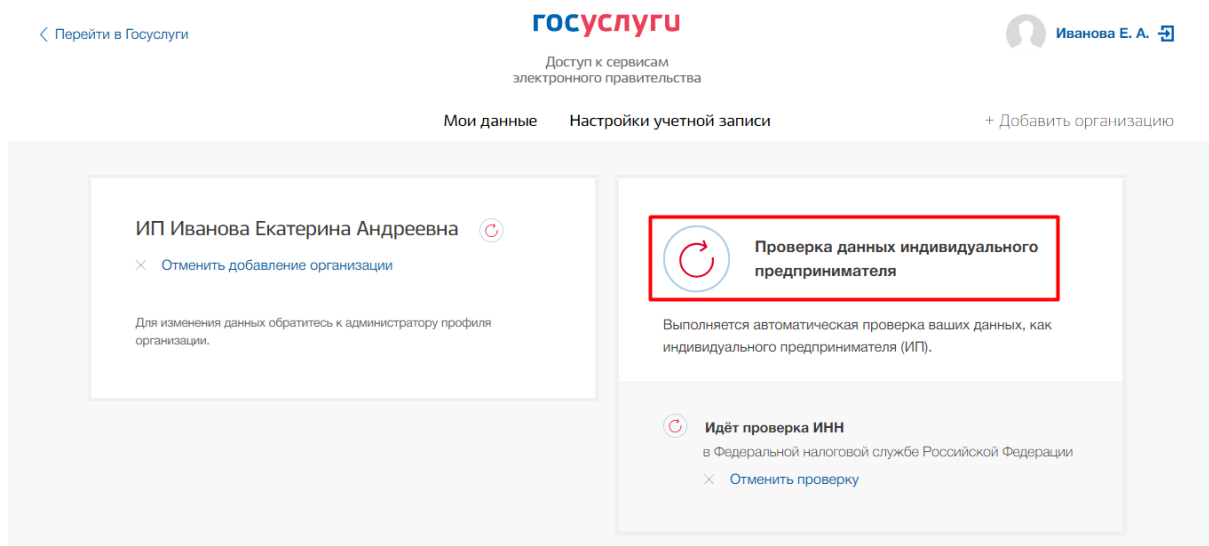 Перейти в Госуслуги
госуслуги
Доступ к сервисам
электронного правительства
Иванова Е. А.
Мои данные
Настройки учетной записи
+ Добавить организацию
ИП Иванова Екатерина Андреевна
Отменить добавление организации
Для изменения данных обратитесь к администратору профиля
организации.
Проверка данных индивидуального
предпринимателя
Выполняется автоматическая проверка ваших данных, как
индивидуального предпринимателя (ИП).
Идёт проверка ИНН
в Федеральной налоговой службе Российской Федерации
Отменить проверку